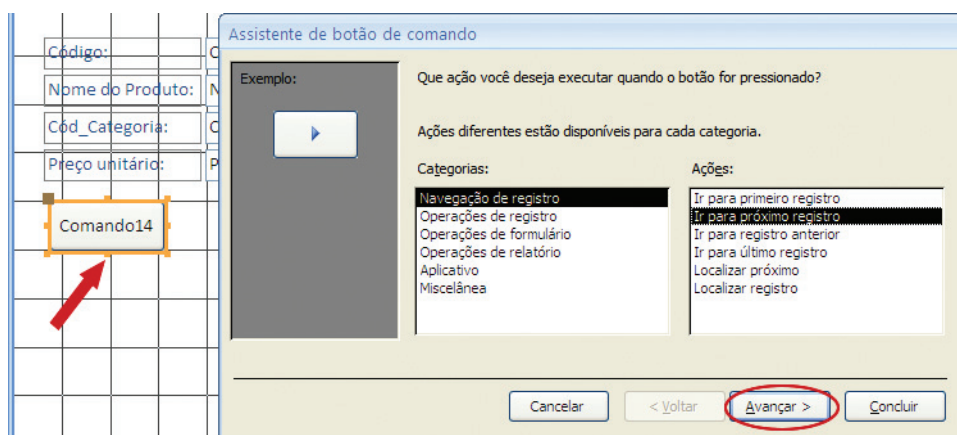 Código:
C
Nome do Produto:
N
Cód_Categoria:
C
Preço unitário:
P
Comando14
Assistente de botão de comando
Exemplo:
Que ação você deseja executar quando o botão for pressionado?
Ações diferentes estão disponíveis para cada categoria.
Categorias:
Navegação de registro
Operações de registro
Operações de formulário
Operações de relatório
Aplicativo
Miscelânea
Ações:
Ir para primeiro registro
Ir para próximo registro
Ir para registro anterior
Ir para último registro
Localizar próximo
Localizar registro
Cancelar
< Voltar
Avançar >
Concluir